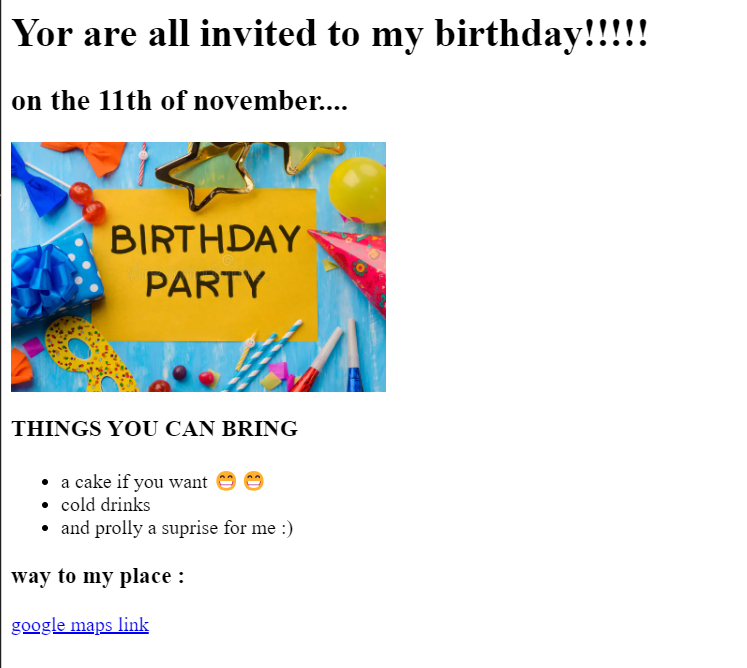 Yor are all invited to my birthday!!!!!
on the 11th of november....
BIRTHDAY
PARTY
THINGS YOU CAN BRING
a cake if you want 😁 😁
cold drinks
and prolly a suprise for me :)
way to my place :
google maps link